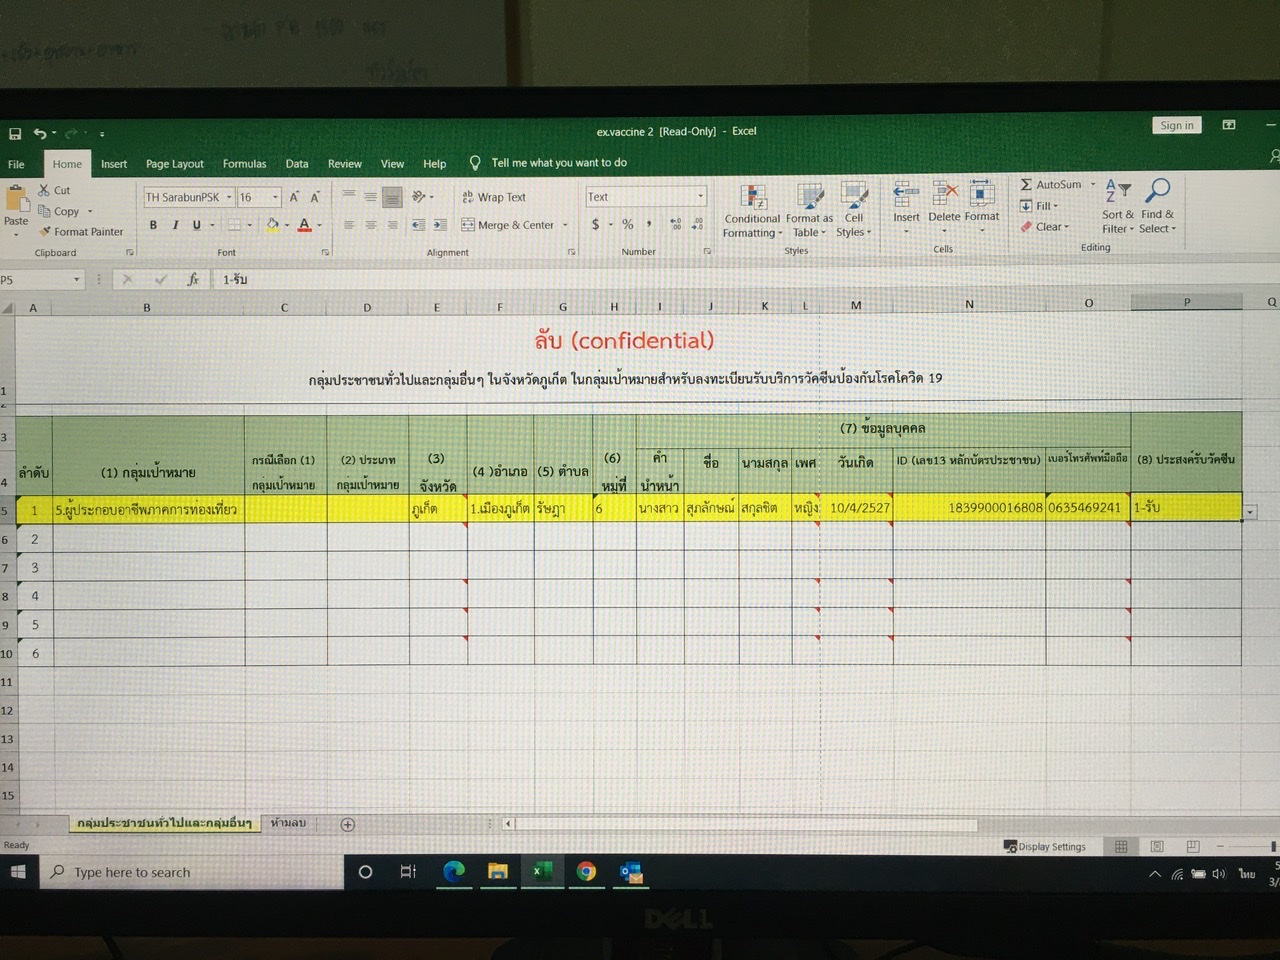 ex.vaccine 2 [Read-Only] - Excel
Sign in
File Home Insert Page Layout Formulas Data Review View Help Tell me what you want to do
Paste
Cut
Copy
Format Painter
Clipboard
TH SarabunPSK 16
B I U
Font
Wrap Text
Merge & Center
Alignment
Text
$ % ,
Number
Conditional Formatting
Format as Table
Cell Styles
Styles
Insert Delete Format
Cells
AutoSum
Fill
Clear
Sort & Filter
Find & Select
Editing
P5 fx 1-รับ
A B C D E F G H I J K L M N O P Q
ลับ (confidential)
1 กลุ่มประชาชนทั่วไปและกลุ่มอื่นๆ ในจังหวัดภูเก็ต ในกลุ่มเป้าหมายสำหรับลงทะเบียนรับบริการวัคซีนป้องกันโรคโควิด 19
2
3 (7) ข้อมูลบุคคล
4 ลำดับ (1) กลุ่มเป้าหมาย กรณีเลือก (1) กลุ่มเป้าหมาย (2) ประเภทกลุ่มเป้าหมาย (3) จังหวัด (4 )อำเภอ (5) ตำบล (6) หมู่ที่ คำนำหน้า ชื่อ นามสกุล เพศ วันเกิด ID (เลข13 หลักบัตรประชาชน) เบอร์โทรศัพท์มือถือ (8) ประสงค์รับวัคซีน
5 1 5.ผู้ประกอบอาชีพภาคการท่องเที่ยว ภูเก็ต 1.เมืองภูเก็ต รัษฎา 6 นางสาว สุภลักษณ์ สกุลชิต หญิง 10/4/2527 1839900016808 0635469241 1-รับ
6 2
7 3
8 4
9 5
10 6
11
12
13
14
15
กลุ่มประชาชนทั่วไปและกลุ่มอื่นๆ ห้ามลบ
Ready
Display Settings
Type here to search
ไทย
DELL